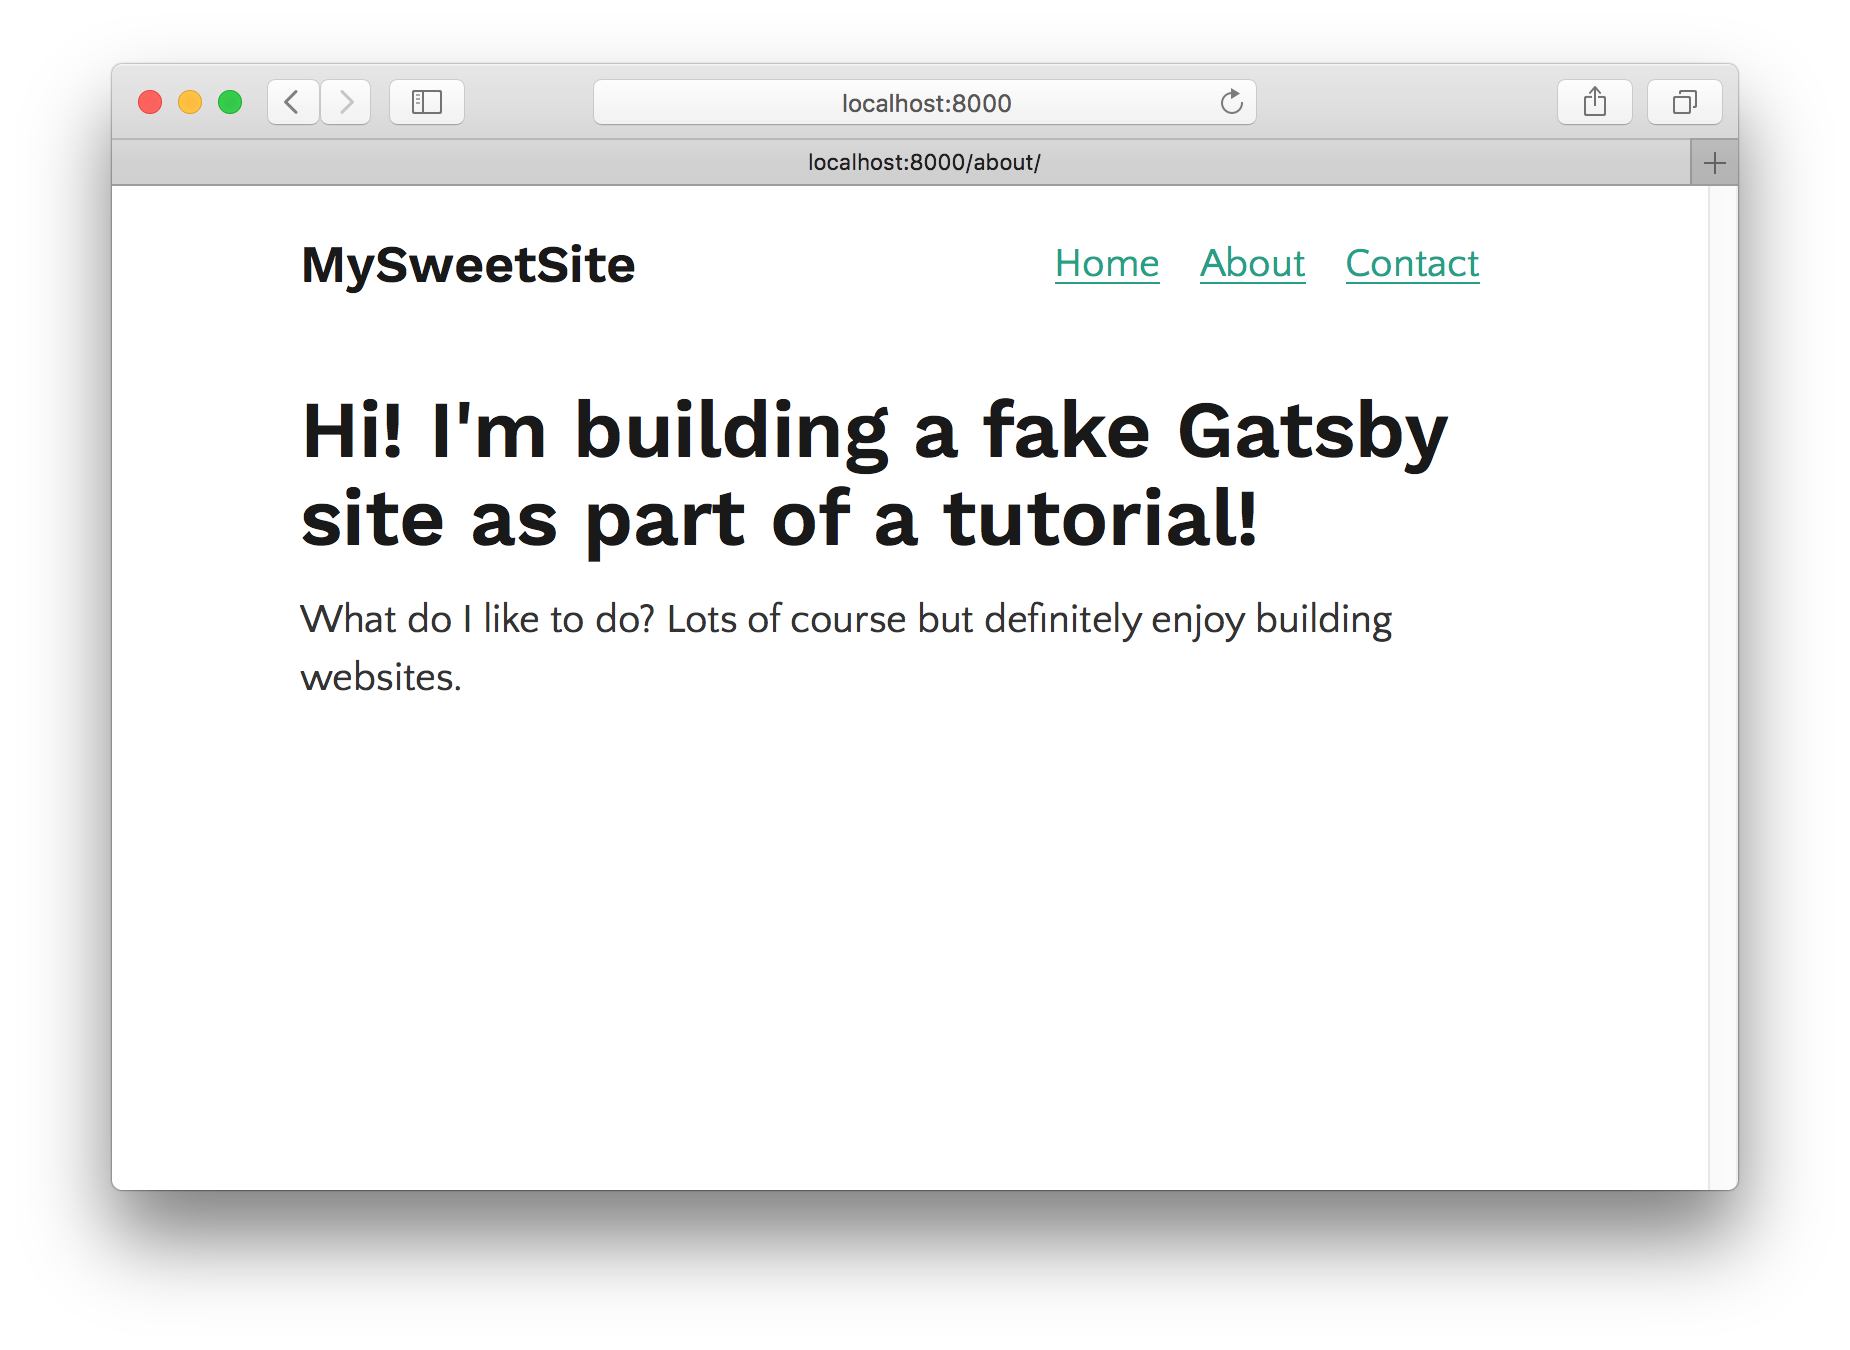 localhost:8000
localhost:8000/about/
MySweetSite
Home About Contact
Hi! I'm building a fake Gatsby
site as part of a tutorial!
What do I like to do? Lots of course but definitely enjoy building
websites.